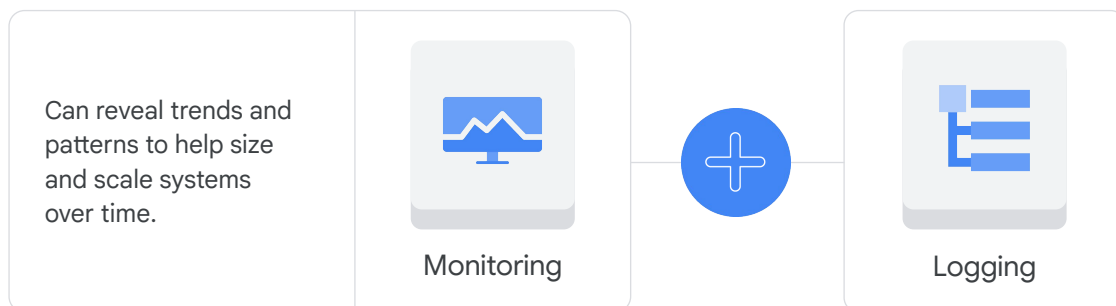 Can reveal trends and
patterns to help size
and scale systems
over time.
Monitoring
Logging